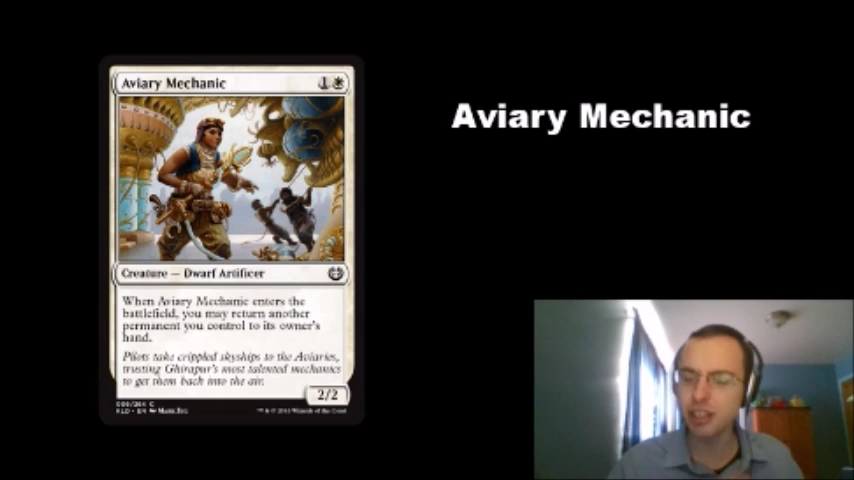 Aviary Mechanic
1
Aviary Mechanic
Creature — Dwarf Artificer
When Aviary Mechanic enters the
battlefield, you may return another
permanent you control to its owner's
hand.
Pilots take crippled skyships to the Aviaries,
trusting Ghirapur's most talented mechanics
to get them back into the air.
2/2
KLD • EN